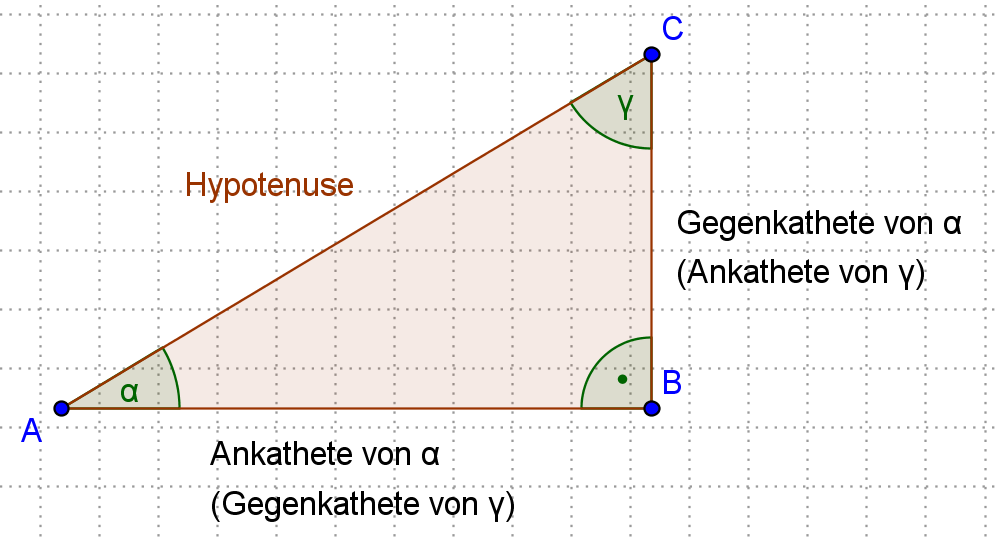 C
γ
Hypotenuse
Gegenkathete von α
(Ankathete von γ)
α
B
A
Ankathete von α
(Gegenkathete von γ)